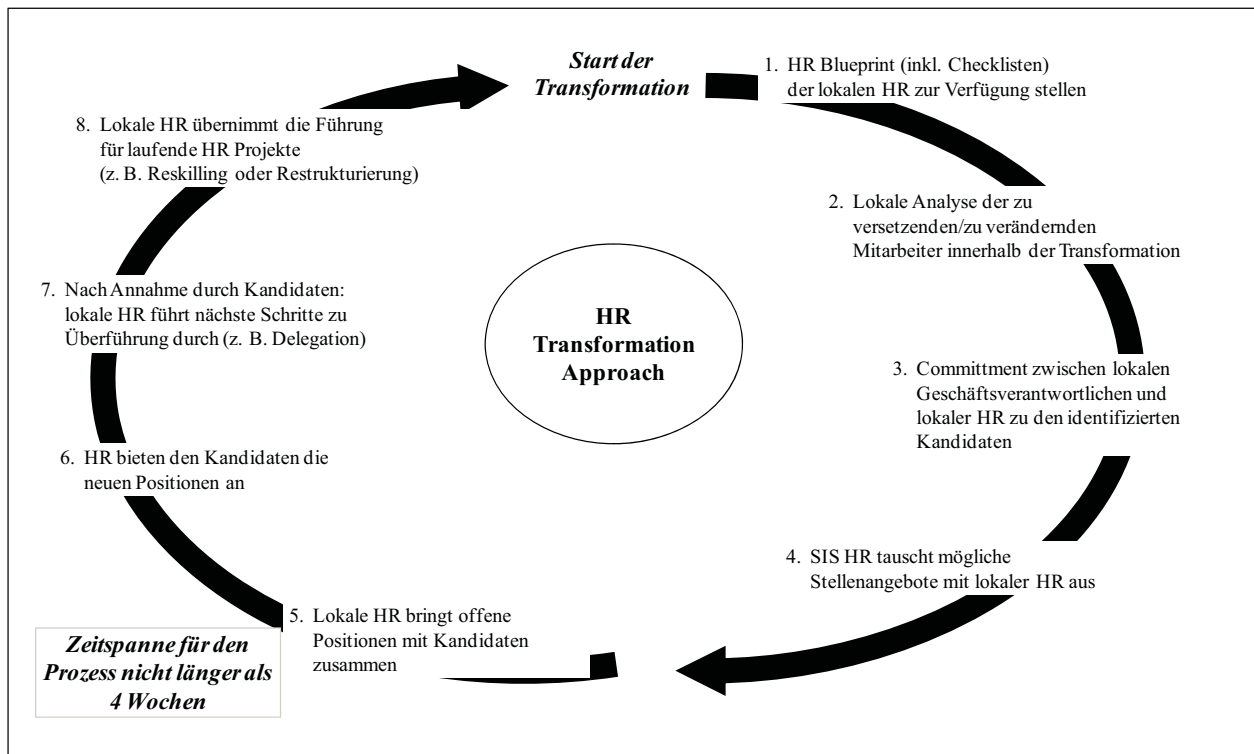 Start der
Transformation
1. HR Blueprint (inkl. Checklisten)
der lokalen HR zur Verfügung stellen
2. Lokale Analyse der zu
versetzenden/zu verändernden
Mitarbeiter innerhalb der Transformation
3. Committment zwischen lokalen
Geschäftsverantwortlichen und
lokaler HR zu den identifizierten
Kandidaten
4. SIS HR tauscht mögliche
Stellenangebote mit lokaler HR aus
5. Lokale HR bringt offene
Positionen mit Kandidaten
zusammen
6. HR bieten den Kandidaten die
neuen Positionen an
7. Nach Annahme durch Kandidaten:
lokale HR führt nächste Schritte zu
Überführung durch (z. B. Delegation)
8. Lokale HR übernimmt die Führung
für laufende HR Projekte
(z. B. Reskilling oder Restrukturierung)
HR
Transformation
Approach
Zeitspanne für den
Prozess nicht länger als
4 Wochen